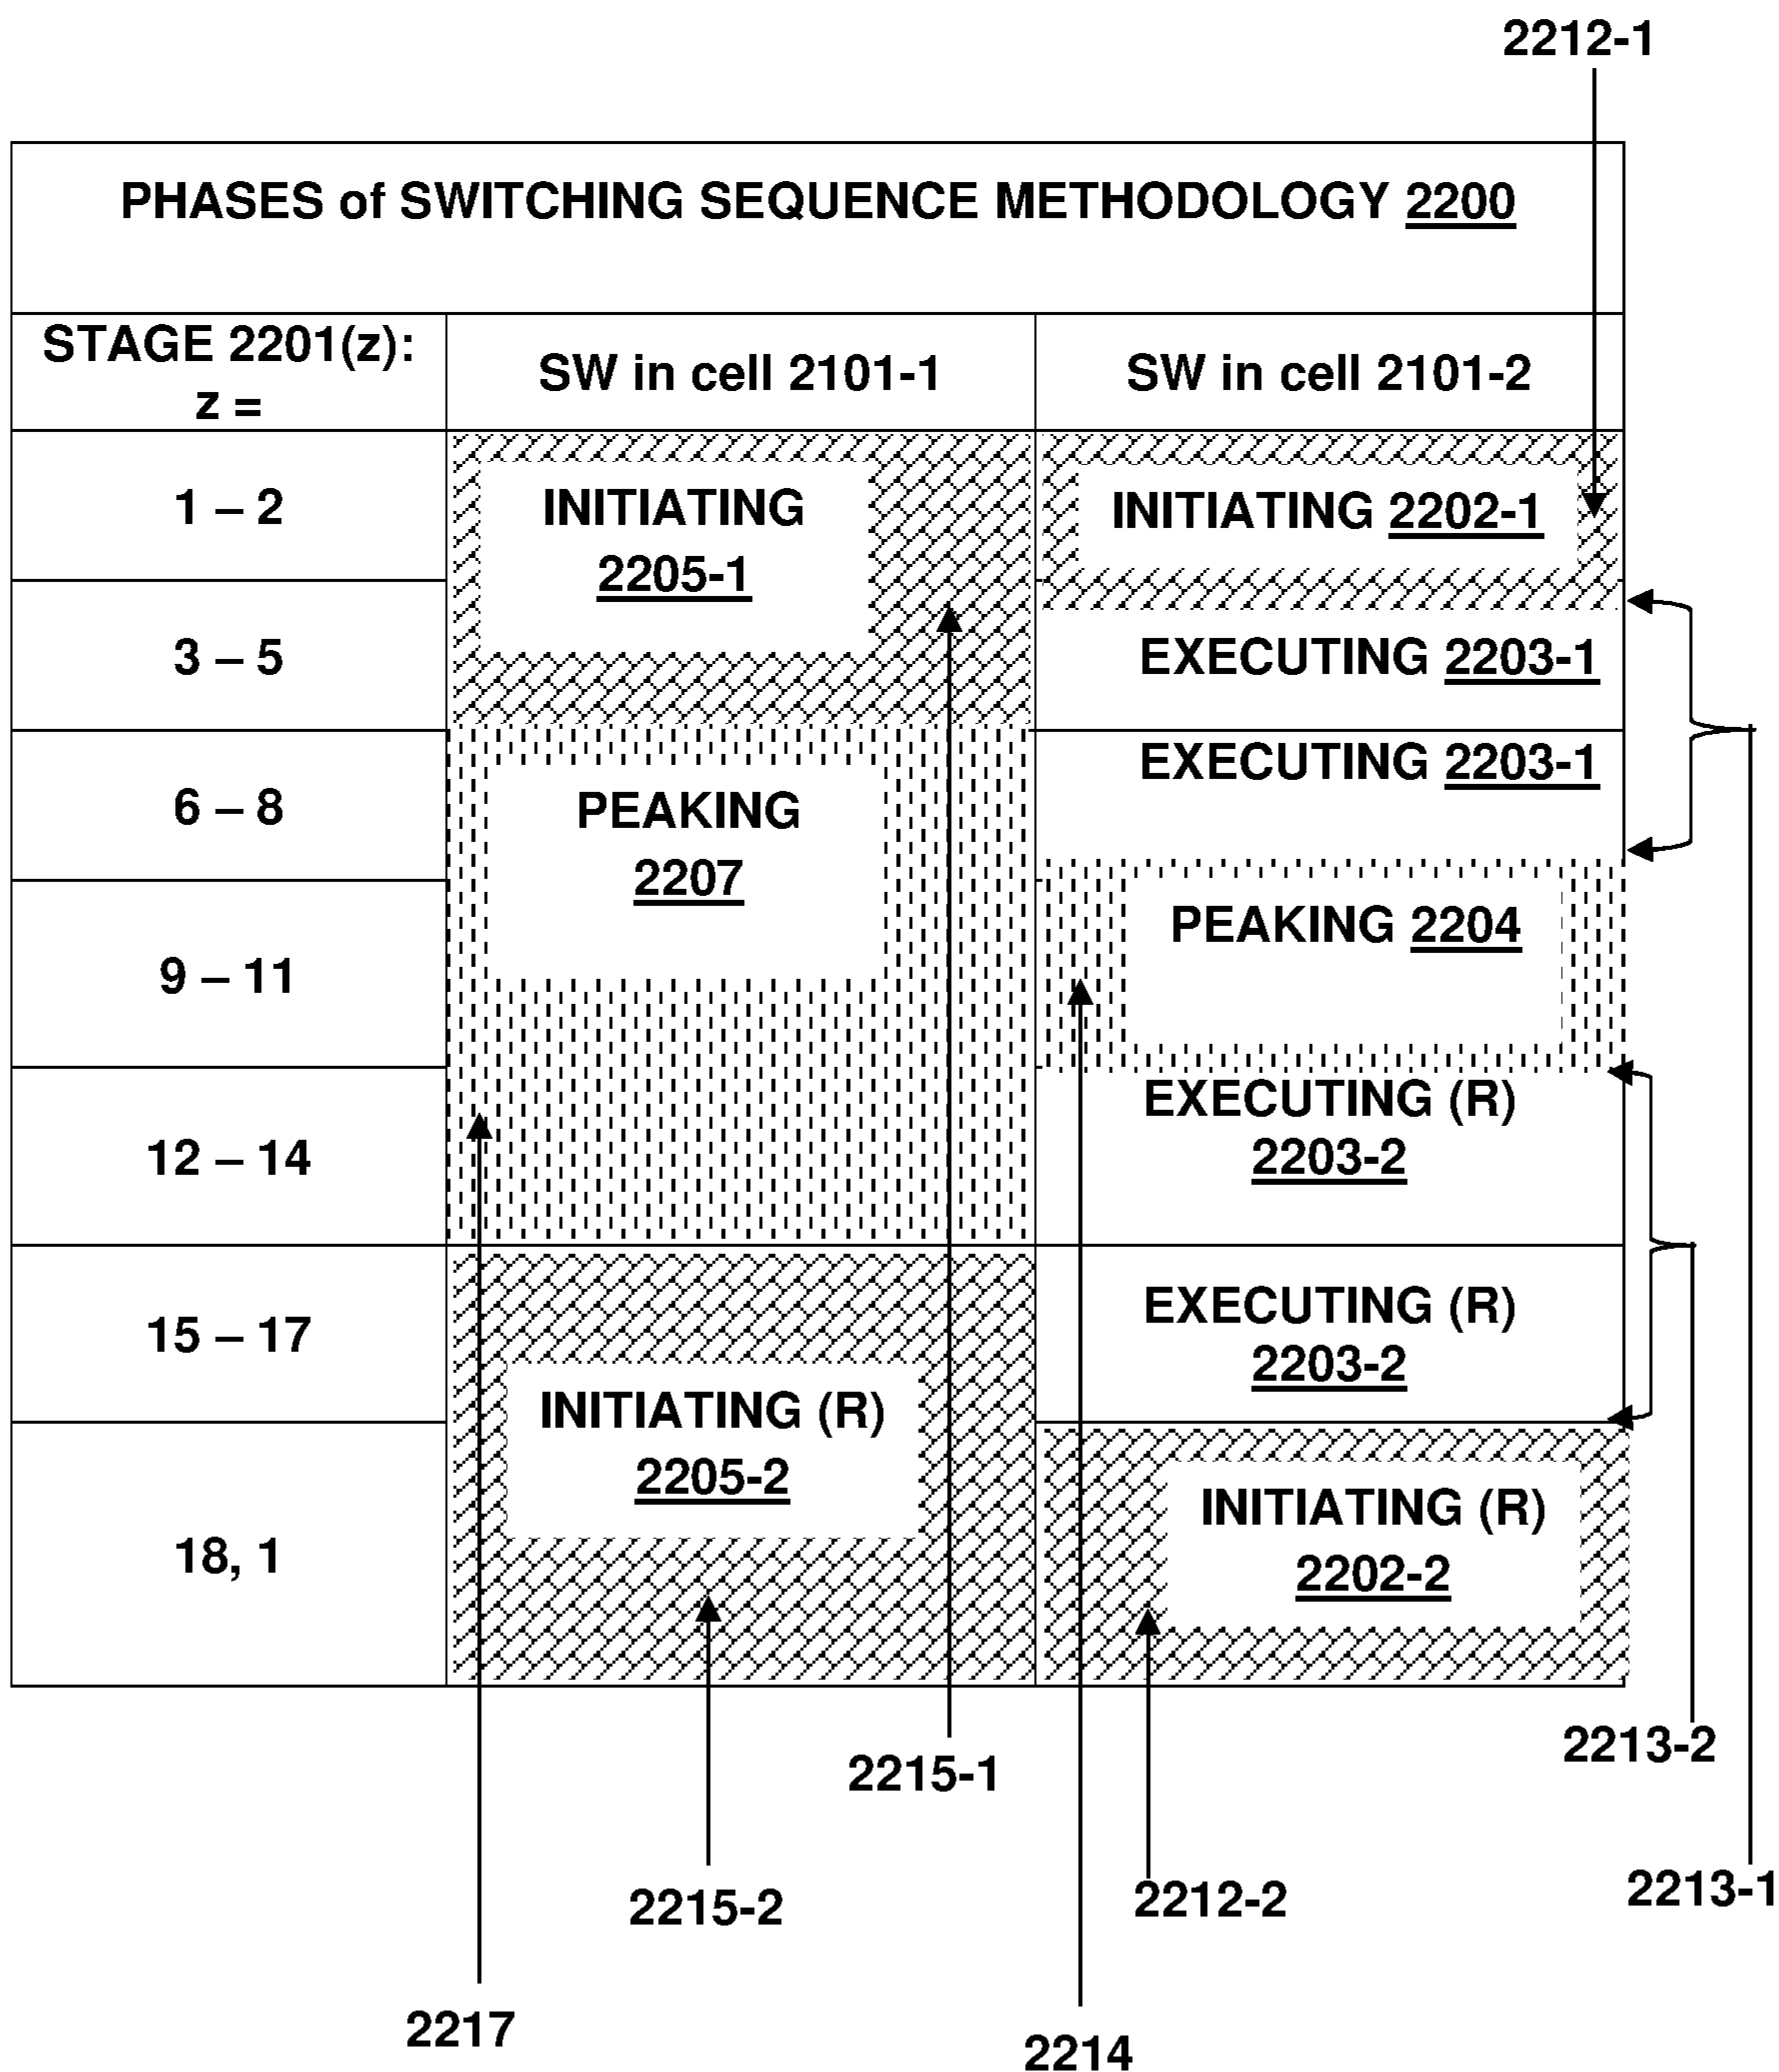 2212-1
PHASES of SWITCHING SEQUENCE METHODOLOGY 2200
STAGE 2201(z):
z =
SW in cell 2101-1
SW in cell 2101-2
1 – 2
INITIATING
2205-1
INITIATING 2202-1
3 – 5
EXECUTING 2203-1
6 – 8
PEAKING
2207
EXECUTING 2203-1
9 – 11
PEAKING 2204
12 – 14
EXECUTING (R)
2203-2
15 – 17
EXECUTING (R)
2203-2
INITIATING (R)
2205-2
18, 1
INITIATING (R)
2202-2
2213-2
2215-1
2213-1
2215-2
2212-2
2217
2214